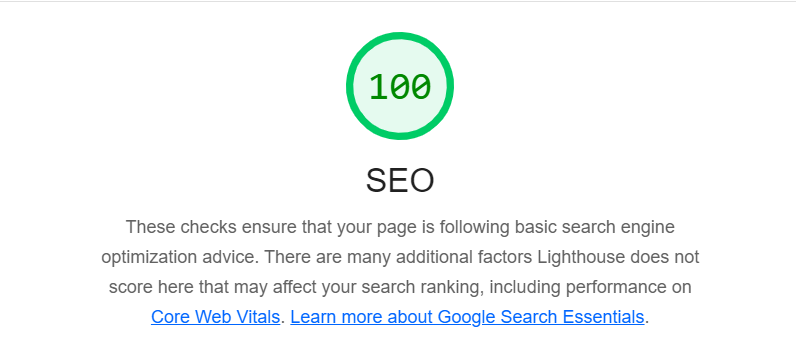 100
SEO
These checks ensure that your page is following basic search engine
optimization advice. There are many additional factors Lighthouse does not
score here that may affect your search ranking, including performance on
Core Web Vitals. Learn more about Google Search Essentials.